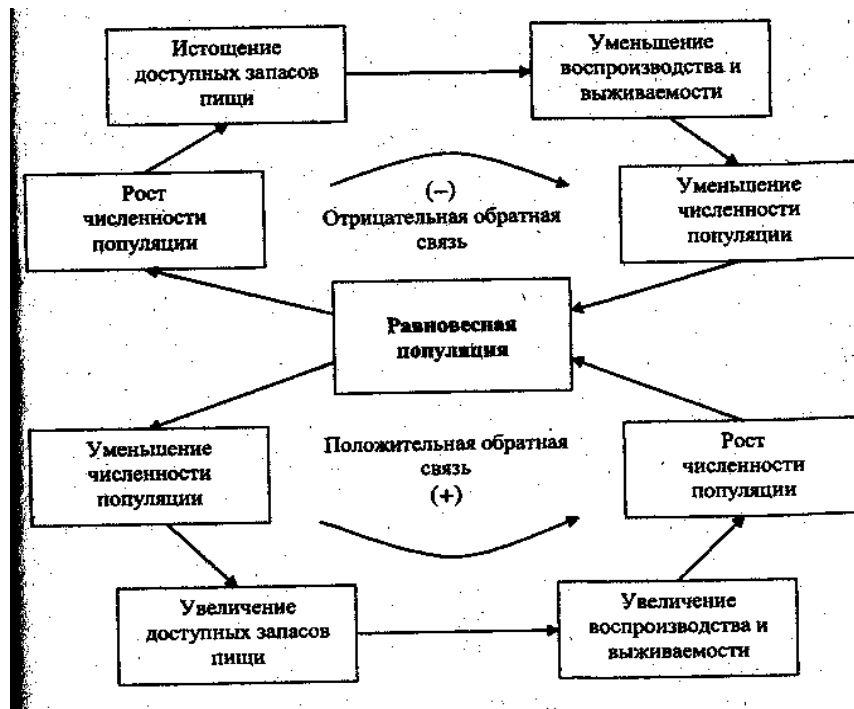 Истощение
доступных запасов
пищи
Уменьшение
воспроизводства и
выживаемости
Рост
численности
популяции
(–)
Отрицательная обратная
связь
Уменьшение
численности
популяции
Равновесная
популяция
Уменьшение
численности
популяции
Положительная обратная
связь
(+)
Рост
численности
популяции
Увеличение
доступных запасов
пищи
Увеличение
воспроизводства и
выживаемости